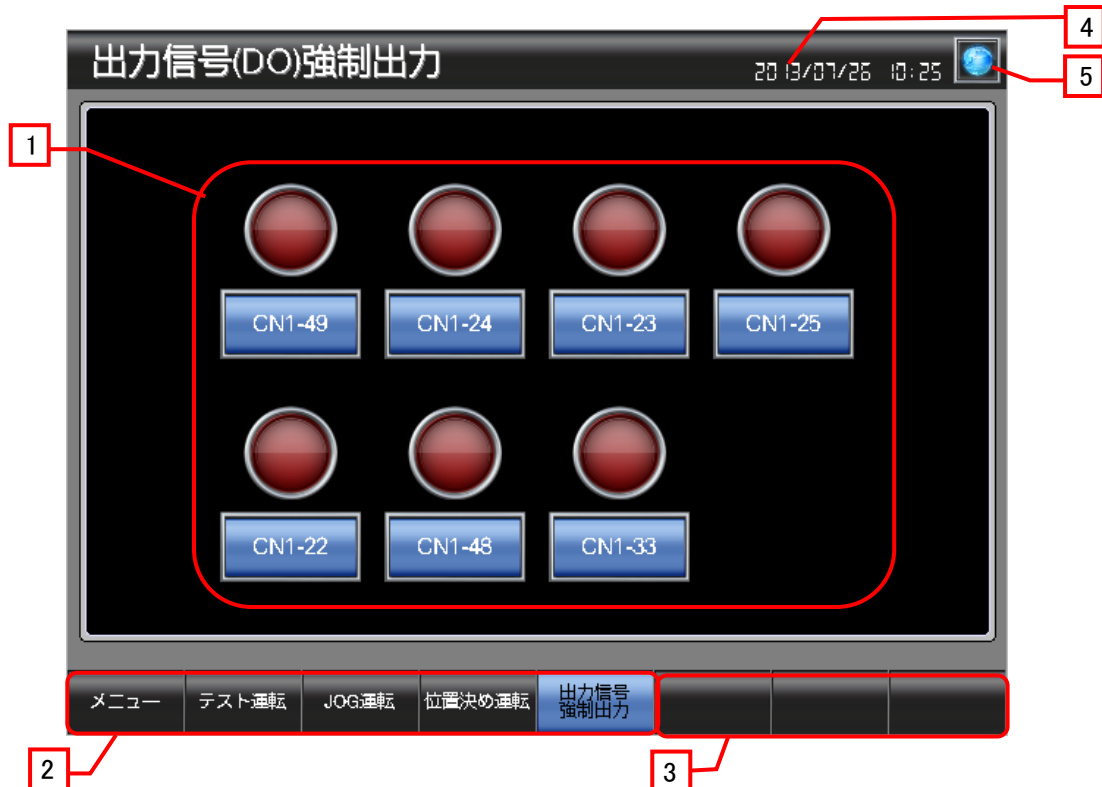 4
出力信号(DO)強制出力
2013/07/26 10:25
5
1
CN1-49
CN1-24
CN1-23
CN1-25
CN1-22
CN1-48
CN1-33
メニュー
テスト運転
JOG運転
位置決め運転
出力信号
強制出力
2
3